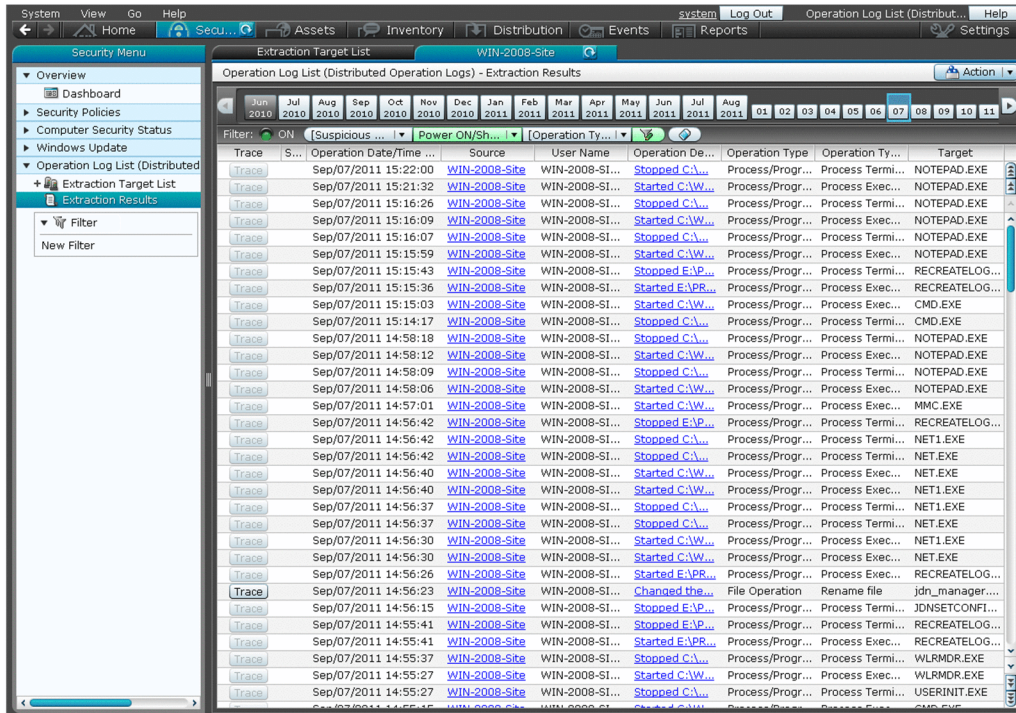 System View Go Help system Log Out Operation Log List (Distribut... Help
Home Secu... Assets Inventory Distribution Events Reports Settings
Security Menu Extraction Target List WIN-2008-Site
Overview
Dashboard
Security Policies
Computer Security Status
Windows Update
Operation Log List (Distributed
Extraction Target List
Extraction Results
Filter
New Filter
Operation Log List (Distributed Operation Logs) - Extraction Results Action
Jun 2010 Jul 2010 Aug 2010 Sep 2010 Oct 2010 Nov 2010 Dec 2010 Jan 2011 Feb 2011 Mar 2011 Apr 2011 May 2011 Jun 2011 Jul 2011 Aug 2011 01 02 03 04 05 06 07 08 09 10 11
Filter: ON [Suspicious ... Power ON/Sh... [Operation Ty...
Trace S... Operation Date/Time ... Source User Name Operation De... Operation Type Operation Ty... Target
Trace Sep/07/2011 15:22:00 WIN-2008-Site WIN-2008-SI... Stopped C:\... Process/Progr... Process Termi... NOTEPAD.EXE
Trace Sep/07/2011 15:21:32 WIN-2008-Site WIN-2008-SI... Started C:\W... Process/Progr... Process Exec... NOTEPAD.EXE
Trace Sep/07/2011 15:16:26 WIN-2008-Site WIN-2008-SI... Stopped C:\... Process/Progr... Process Termi... NOTEPAD.EXE
Trace Sep/07/2011 15:16:09 WIN-2008-Site WIN-2008-SI... Started C:\W... Process/Progr... Process Exec... NOTEPAD.EXE
Trace Sep/07/2011 15:16:07 WIN-2008-Site WIN-2008-SI... Stopped C:\... Process/Progr... Process Termi... NOTEPAD.EXE
Trace Sep/07/2011 15:15:59 WIN-2008-Site WIN-2008-SI... Started C:\W... Process/Progr... Process Exec... NOTEPAD.EXE
Trace Sep/07/2011 15:15:43 WIN-2008-Site WIN-2008-SI... Stopped E:\P... Process/Progr... Process Termi... RECREATELOG...
Trace Sep/07/2011 15:15:36 WIN-2008-Site WIN-2008-SI... Started E:\PR... Process/Progr... Process Exec... RECREATELOG...
Trace Sep/07/2011 15:15:03 WIN-2008-Site WIN-2008-SI... Started C:\W... Process/Progr... Process Exec... CMD.EXE
Trace Sep/07/2011 15:14:17 WIN-2008-Site WIN-2008-SI... Stopped C:\... Process/Progr... Process Termi... CMD.EXE
Trace Sep/07/2011 14:58:18 WIN-2008-Site WIN-2008-SI... Stopped C:\... Process/Progr... Process Termi... NOTEPAD.EXE
Trace Sep/07/2011 14:58:12 WIN-2008-Site WIN-2008-SI... Started C:\W... Process/Progr... Process Exec... NOTEPAD.EXE
Trace Sep/07/2011 14:58:09 WIN-2008-Site WIN-2008-SI... Stopped C:\... Process/Progr... Process Termi... NOTEPAD.EXE
Trace Sep/07/2011 14:58:06 WIN-2008-Site WIN-2008-SI... Started C:\W... Process/Progr... Process Exec... NOTEPAD.EXE
Trace Sep/07/2011 14:57:01 WIN-2008-Site WIN-2008-SI... Started C:\W... Process/Progr... Process Exec... MMC.EXE
Trace Sep/07/2011 14:56:42 WIN-2008-Site WIN-2008-SI... Stopped E:\P... Process/Progr... Process Termi... RECREATELOG...
Trace Sep/07/2011 14:56:42 WIN-2008-Site WIN-2008-SI... Stopped C:\... Process/Progr... Process Termi... NET1.EXE
Trace Sep/07/2011 14:56:42 WIN-2008-Site WIN-2008-SI... Stopped C:\... Process/Progr... Process Termi... NET.EXE
Trace Sep/07/2011 14:56:40 WIN-2008-Site WIN-2008-SI... Started C:\W... Process/Progr... Process Exec... NET.EXE
Trace Sep/07/2011 14:56:40 WIN-2008-Site WIN-2008-SI... Started C:\W... Process/Progr... Process Exec... NET1.EXE
Trace Sep/07/2011 14:56:37 WIN-2008-Site WIN-2008-SI... Stopped C:\... Process/Progr... Process Termi... NET1.EXE
Trace Sep/07/2011 14:56:37 WIN-2008-Site WIN-2008-SI... Stopped C:\... Process/Progr... Process Termi... NET.EXE
Trace Sep/07/2011 14:56:30 WIN-2008-Site WIN-2008-SI... Started C:\W... Process/Progr... Process Exec... NET1.EXE
Trace Sep/07/2011 14:56:30 WIN-2008-Site WIN-2008-SI... Started C:\W... Process/Progr... Process Exec... NET.EXE
Trace Sep/07/2011 14:56:26 WIN-2008-Site WIN-2008-SI... Started E:\PR... Process/Progr... Process Exec... RECREATELOG...
Trace Sep/07/2011 14:56:23 WIN-2008-Site WIN-2008-SI... Changed the... File Operation Rename file jdn_manager....
Trace Sep/07/2011 14:56:15 WIN-2008-Site WIN-2008-SI... Stopped E:\P... Process/Progr... Process Termi... JDNSETCONFI...
Trace Sep/07/2011 14:55:41 WIN-2008-Site WIN-2008-SI... Stopped E:\P... Process/Progr... Process Termi... RECREATELOG...
Trace Sep/07/2011 14:55:41 WIN-2008-Site WIN-2008-SI... Started E:\PR... Process/Progr... Process Exec... RECREATELOG...
Trace Sep/07/2011 14:55:37 WIN-2008-Site WIN-2008-SI... Stopped C:\... Process/Progr... Process Termi... WLRMDR.EXE
Trace Sep/07/2011 14:55:27 WIN-2008-Site WIN-2008-SI... Started C:\W... Process/Progr... Process Exec... WLRMDR.EXE
Trace Sep/07/2011 14:55:27 WIN-2008-Site WIN-2008-SI... Stopped C:\... Process/Progr... Process Termi... USERINIT.EXE